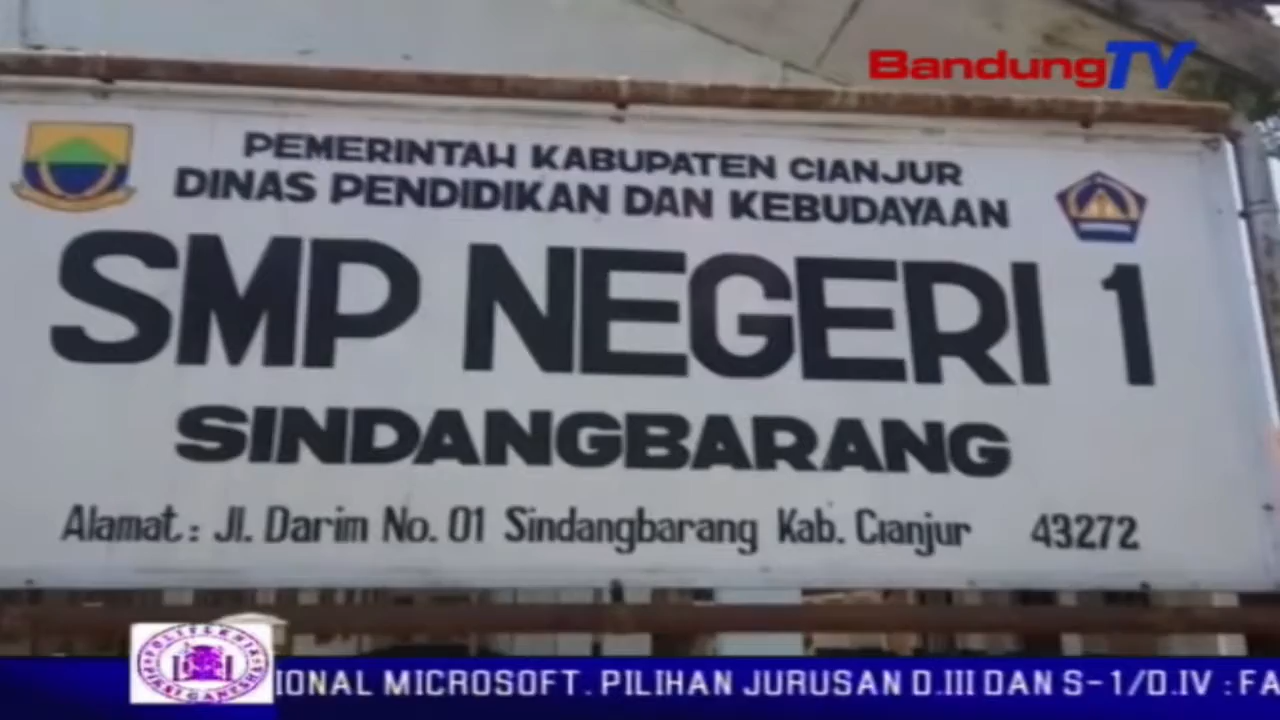 BandungTV
PEMERINTAH KABUPATEN CIANJUR
DINAS PENDIDIKAN DAN KEBUDAYAAN
SMP NEGERI 1
SINDANGBARANG
Alamat.: Jl. Darim No. 01 Sindangbarang Kab. Cianjur 43272
IONAL MICROSOFT. PILIHAN JURUSAN D.III DAN S-1/D.IV : FA